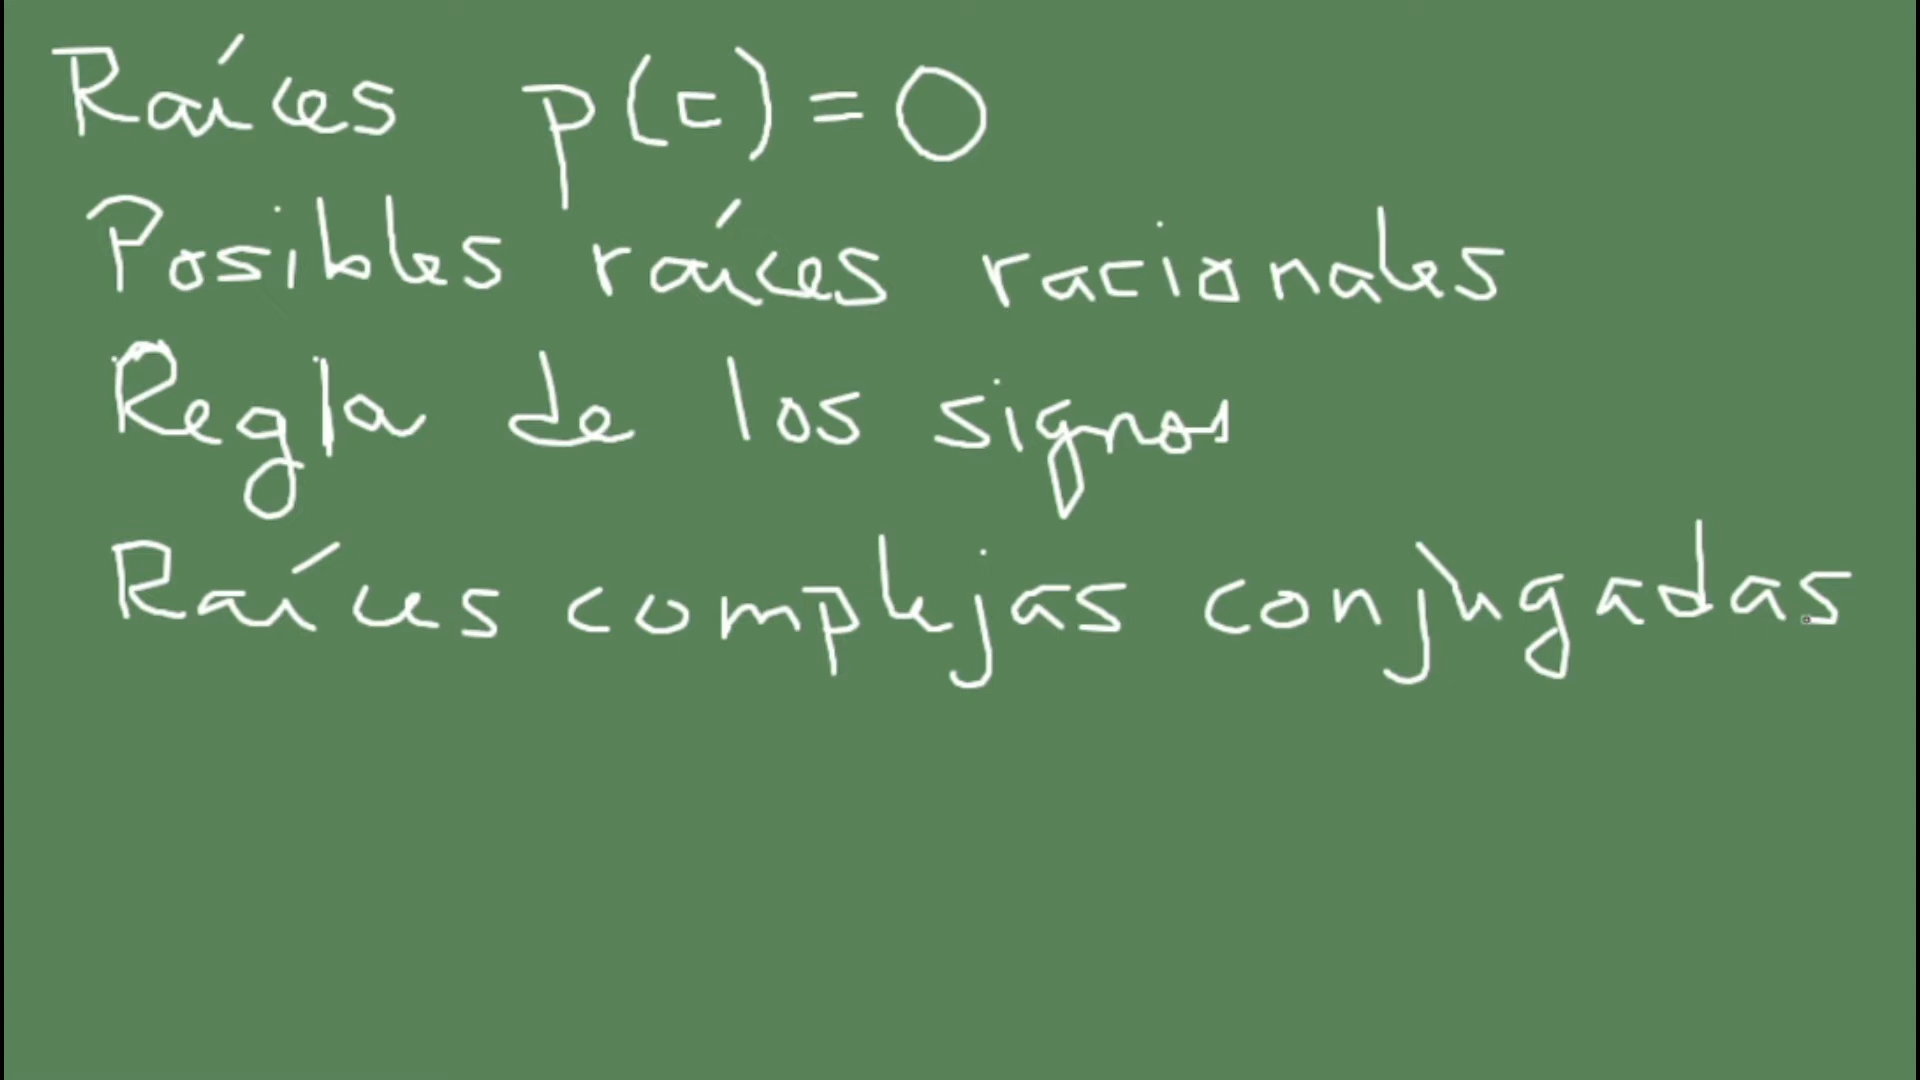 Raíces p(c)=0
Posibles raíces racionales
Regla de los signos
Raíces complejas conjugadas